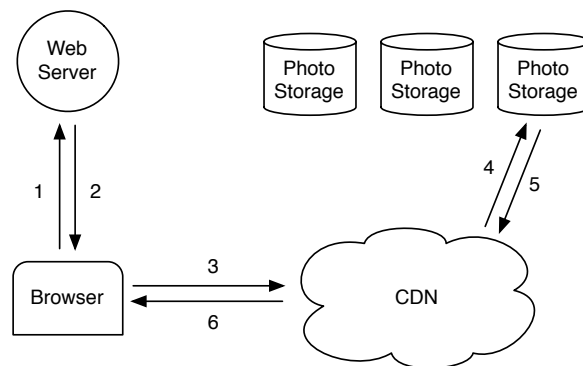 Web
Server
Photo
Storage
Photo
Storage
Photo
Storage
1
2
4
5
3
6
Browser
CDN